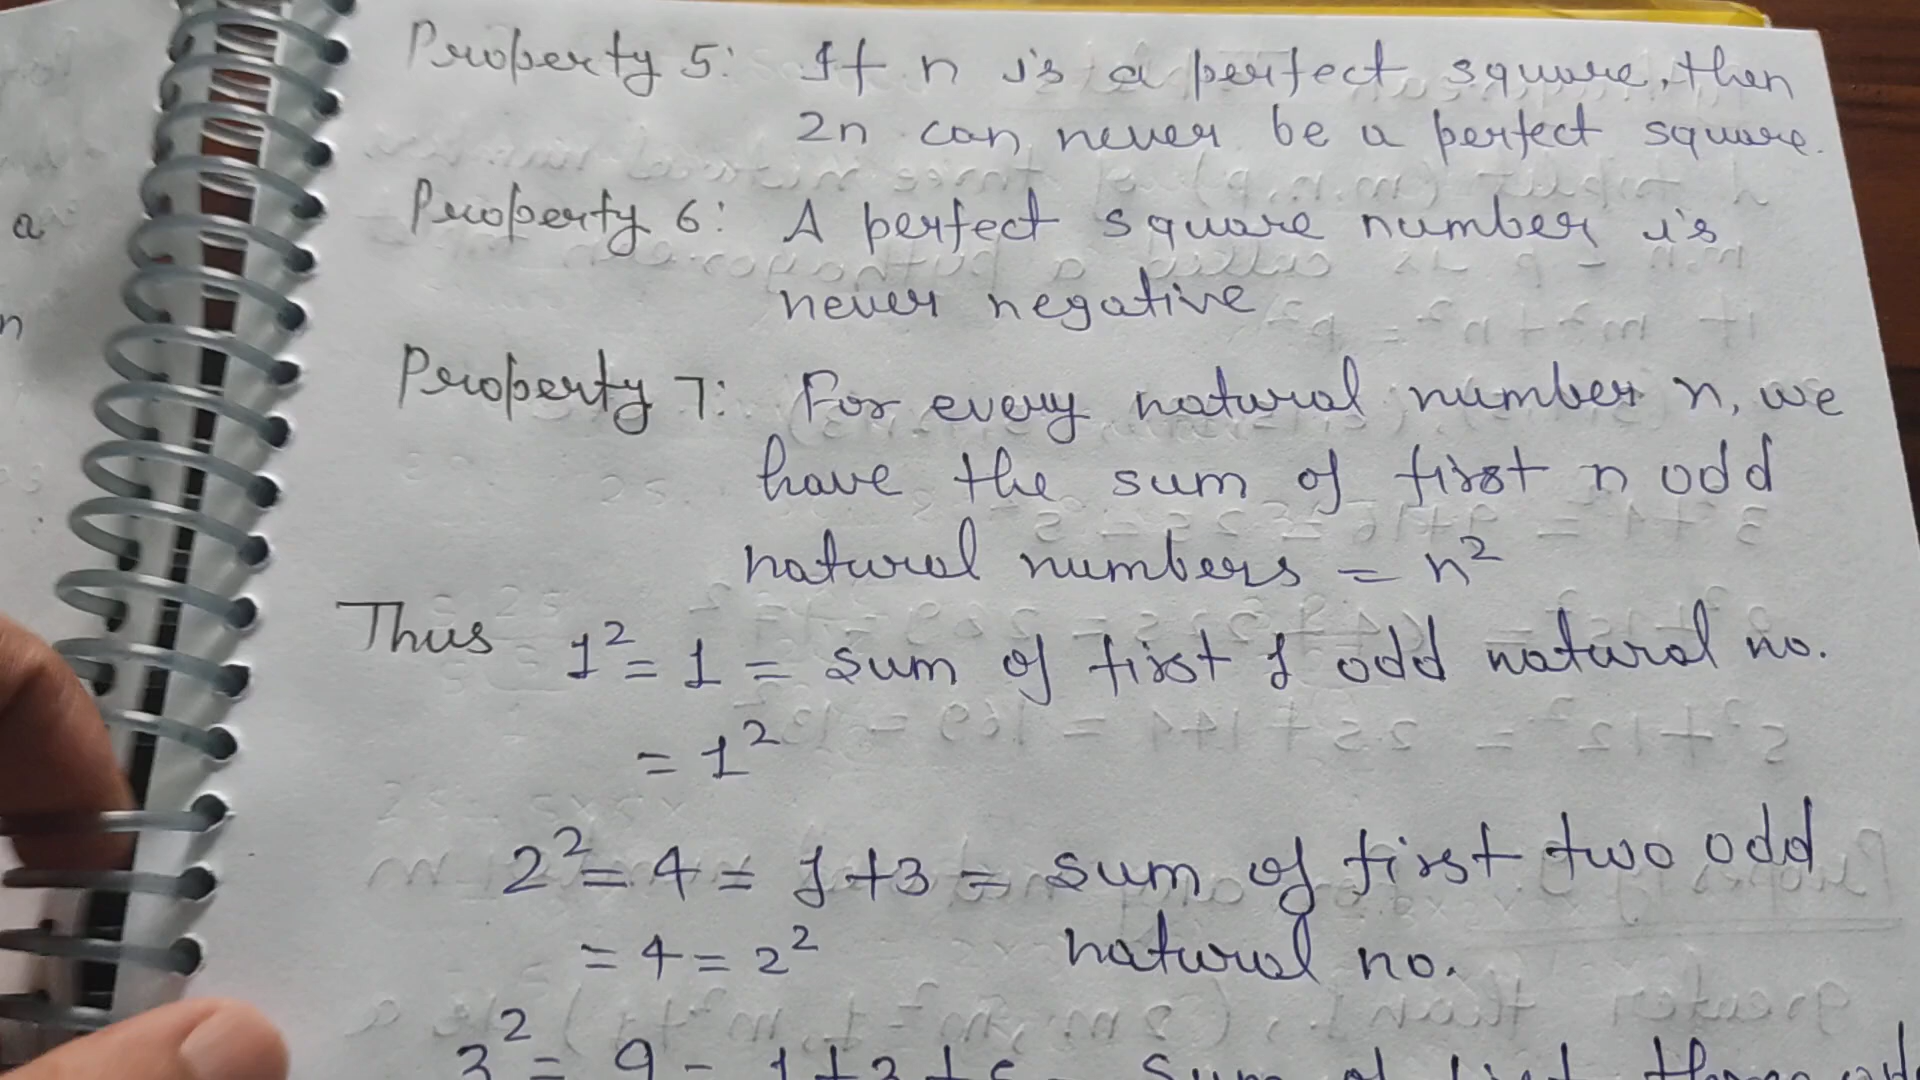 Property 5: If n is a perfect square, then
2n can never be a perfect square.
Property 6: A perfect square number is
never negative
Property 7: For every natural number n, we
have the sum of first n odd
natural numbers = n²
Thus 1² = 1 = sum of first 1 odd natural no.
= 1²
2² = 4 = 1+3 = sum of first two odd
= 4 = 2² natural no.
3² = 9
a
n